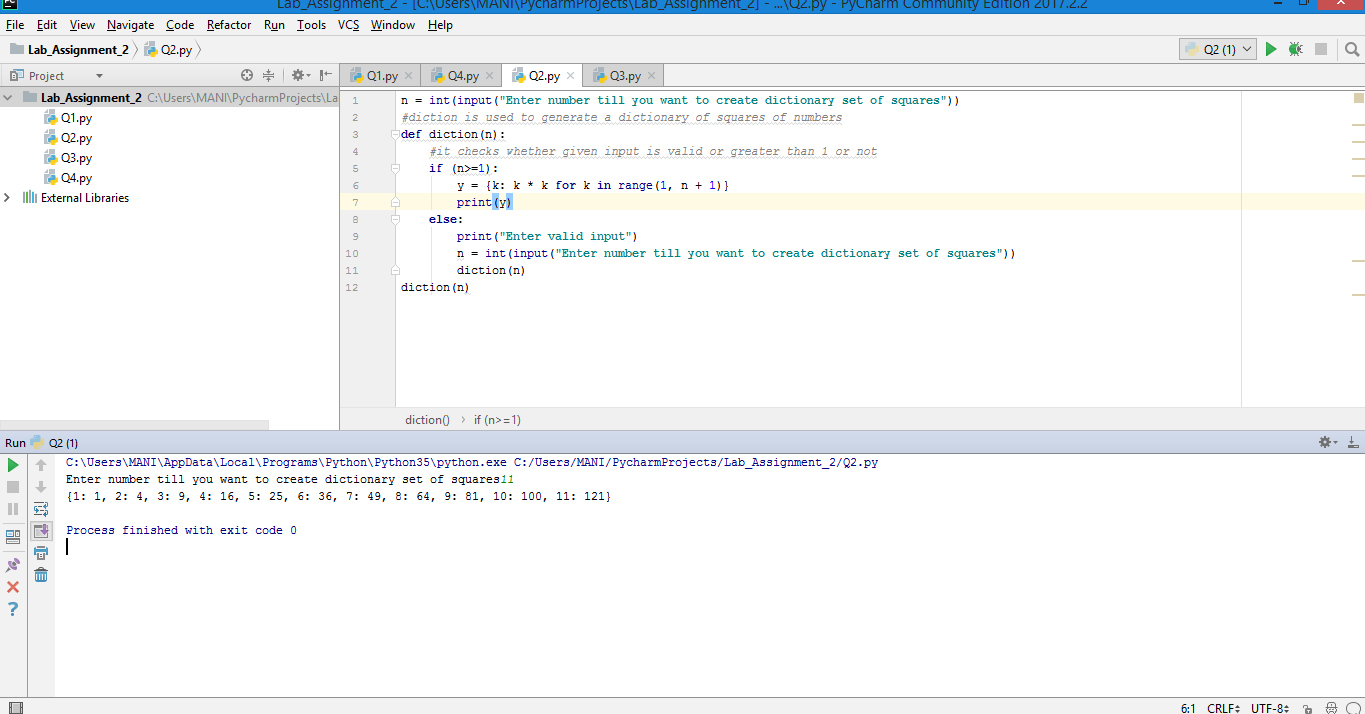 PC Lab_Assignment_2 - [C:\Users\MANI\PycharmProjects\Lab_Assignment_2] - ...\Q2.py - PyCharm Community Edition 2017.2.2
File Edit View Navigate Code Refactor Run Tools VCS Window Help
Lab_Assignment_2 Q2.py Q2 (1)
Project Q1.py Q4.py Q2.py Q3.py
Lab_Assignment_2 C:\Users\MANI\PycharmProjects\La
Q1.py
Q2.py
Q3.py
Q4.py
External Libraries
1 n = int(input("Enter number till you want to create dictionary set of squares"))
2 #diction is used to generate a dictionary of squares of numbers
3 def diction(n):
4 #it checks whether given input is valid or greater than 1 or not
5 if (n>=1):
6 y = {k: k * k for k in range(1, n + 1)}
7 print(y)
8 else:
9 print("Enter valid input")
10 n = int(input("Enter number till you want to create dictionary set of squares"))
11 diction(n)
12 diction(n)
diction() if (n>=1)
Run Q2 (1)
C:\Users\MANI\AppData\Local\Programs\Python\Python35\python.exe C:/Users/MANI/PycharmProjects/Lab_Assignment_2/Q2.py
Enter number till you want to create dictionary set of squares11
{1: 1, 2: 4, 3: 9, 4: 16, 5: 25, 6: 36, 7: 49, 8: 64, 9: 81, 10: 100, 11: 121}
Process finished with exit code 0
6:1 CRLF UTF-8